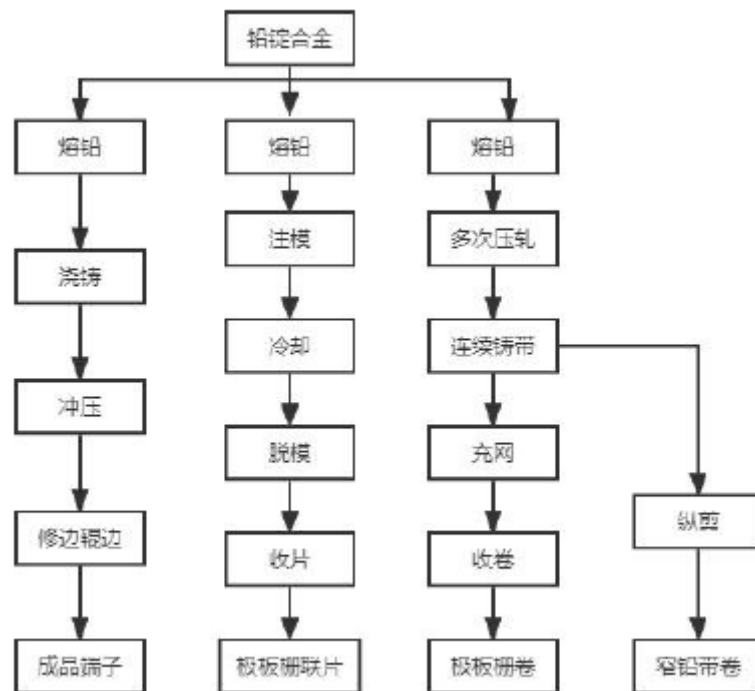 铅锭合金
熔铅
熔铅
熔铅
浇铸
注模
多次压轧
冷却
连续铸带
冲压
脱模
充网
纵剪
修边辊边
收片
收卷
成品端子
极板栅联片
极板栅卷
窄铅带卷